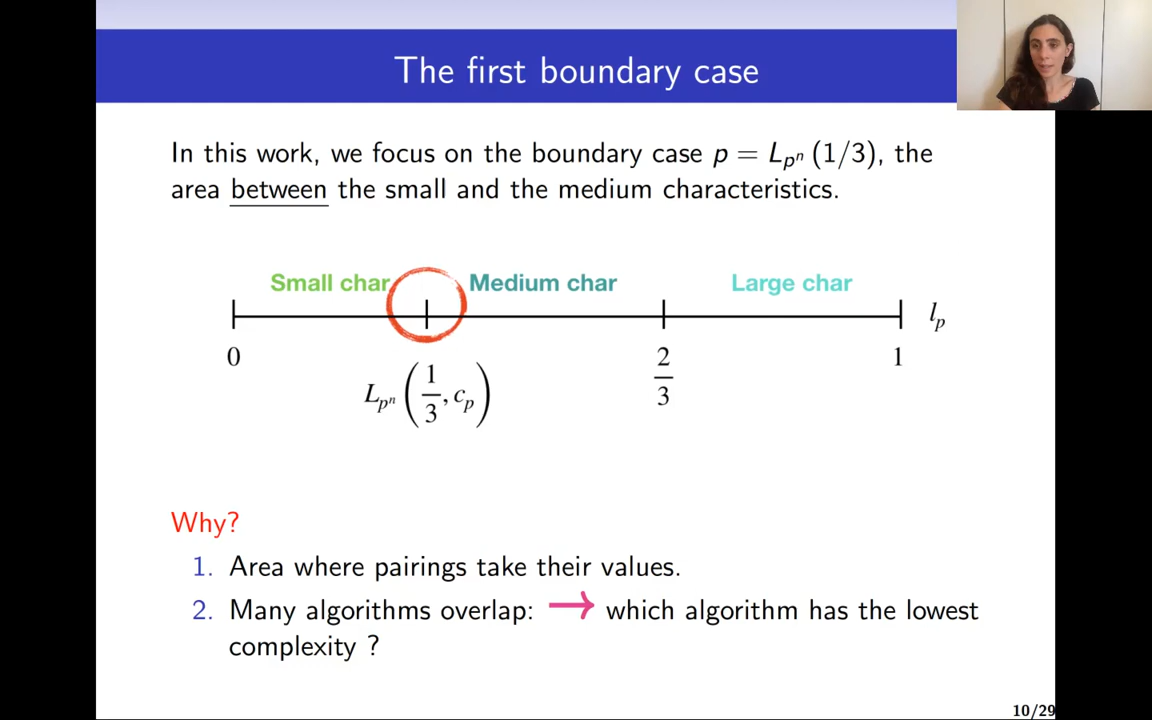 The first boundary case
In this work, we focus on the boundary case p = L_{p^n}(1/3), the
area between the small and the medium characteristics.
Small char Medium char Large char
l_p
0 2/3 1
L_{p^n}(1/3, c_p)
Why?
1. Area where pairings take their values.
2. Many algorithms overlap: → which algorithm has the lowest
complexity ?
10/29